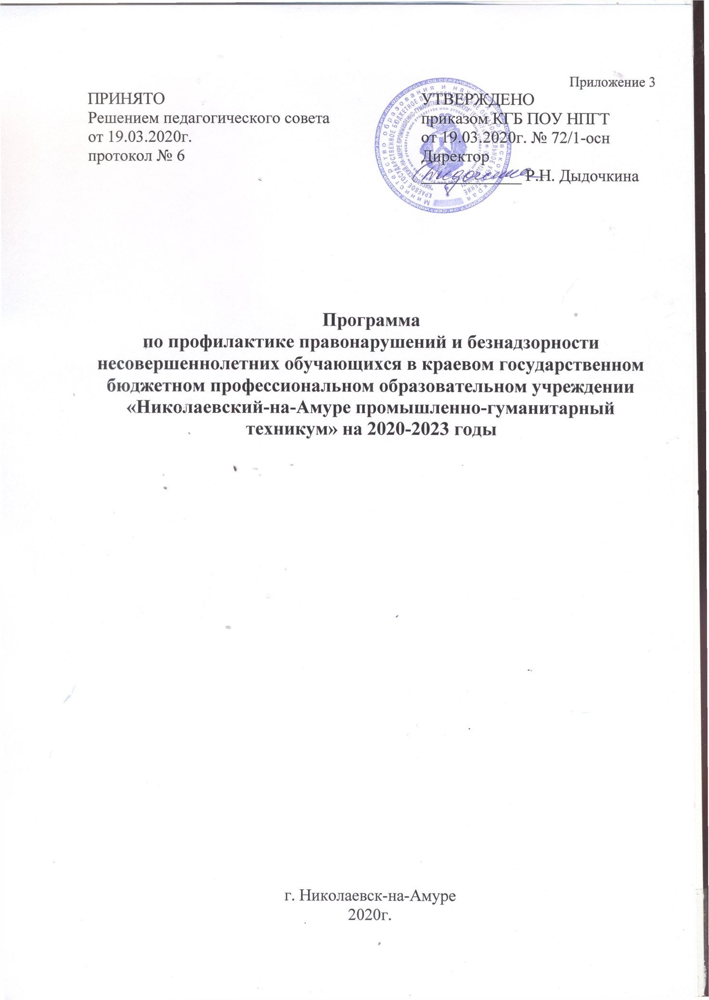 Приложение 3
ПРИНЯТО
Решением педагогического совета
от 19.03.2020г.
протокол № 6
УТВЕРЖДЕНО
приказом КГБ ПОУ НПГТ
от 19.03.2020г. № 72/1-осн
Директор
____________ Р.Н. Дыдочкина
Программа
по профилактике правонарушений и безнадзорности
несовершеннолетних обучающихся в краевом государственном
бюджетном профессиональном образовательном учреждении
«Николаевский-на-Амуре промышленно-гуманитарный
техникум» на 2020-2023 годы
г. Николаевск-на-Амуре
2020г.